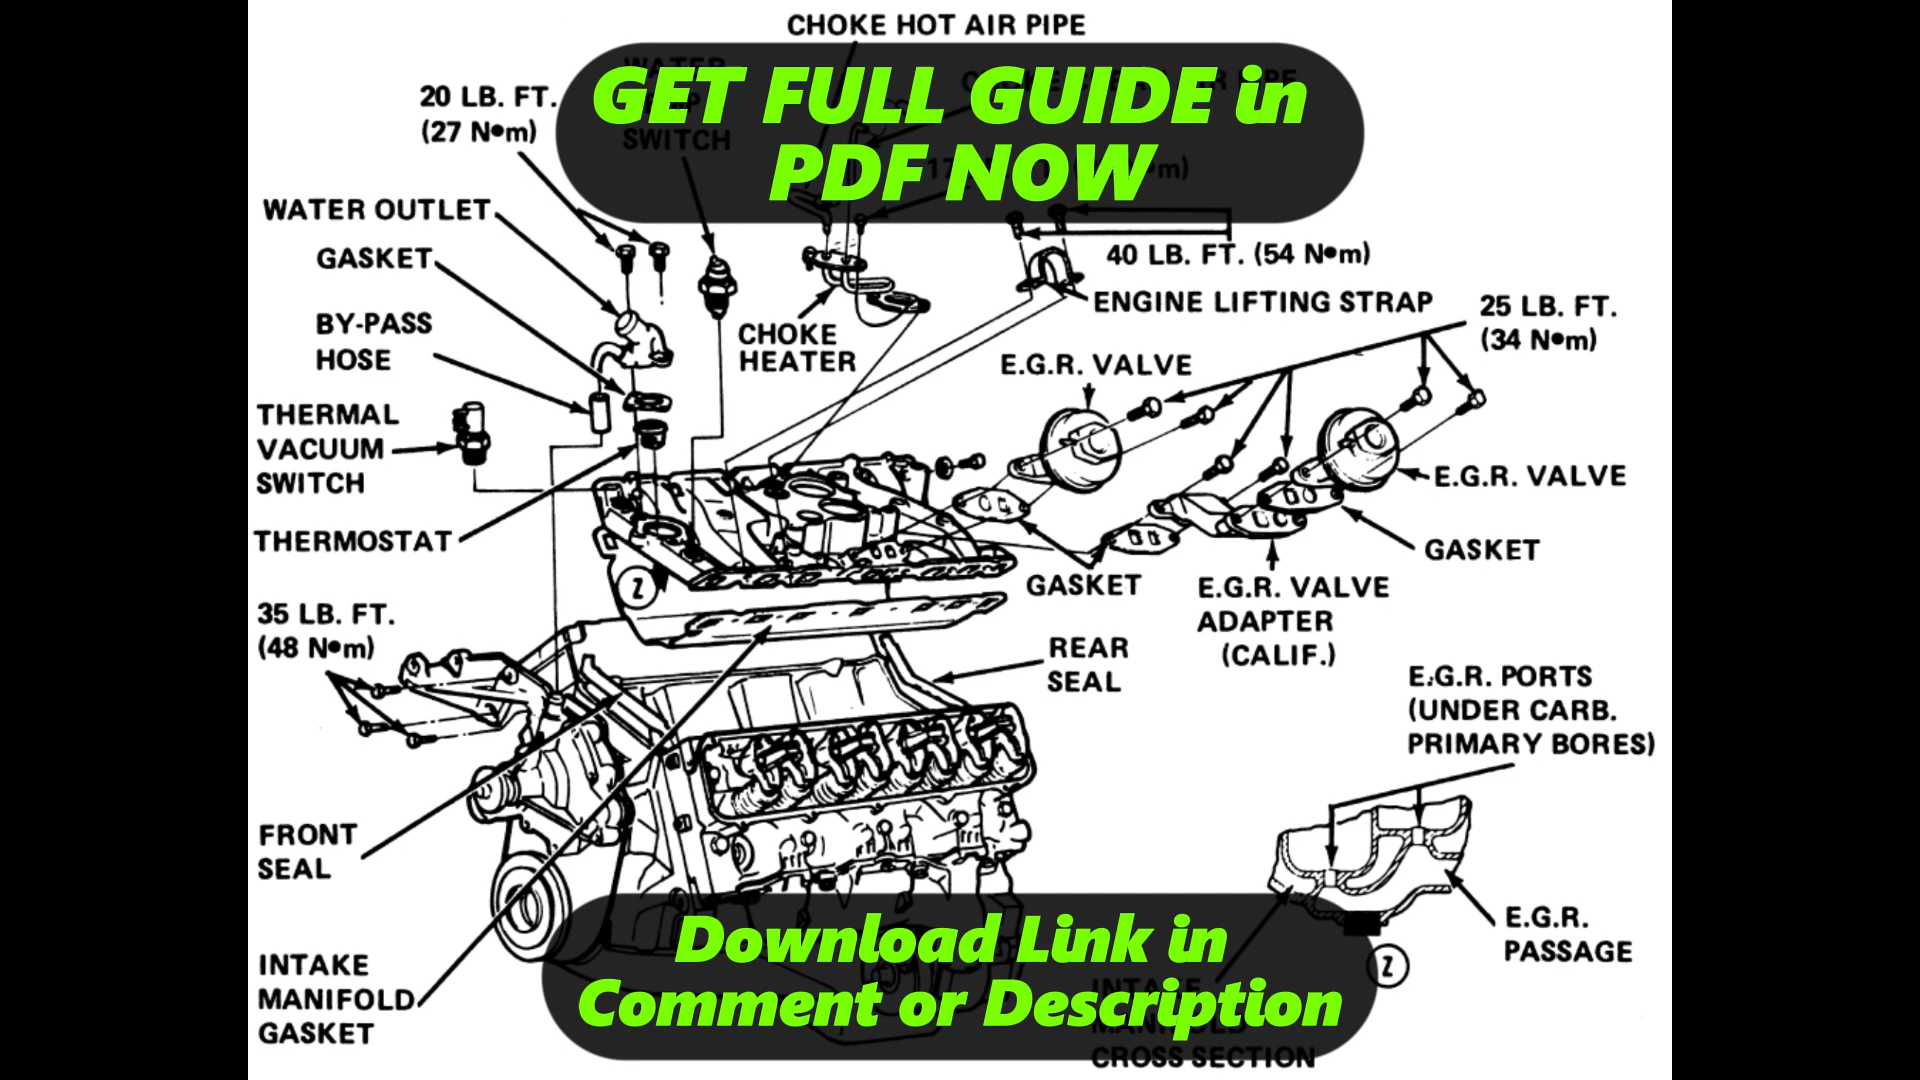 CHOKE HOT AIR PIPE
GET FULL GUIDE in
PDF NOW
20 LB. FT.
(27 N•m)
WATER
SWITCH
WATER OUTLET
GASKET
BY-PASS
HOSE
THERMAL
VACUUM
SWITCH
THERMOSTAT
35 LB. FT.
(48 N•m)
CHOKE
HEATER
40 LB. FT. (54 N•m)
ENGINE LIFTING STRAP
25 LB. FT.
(34 N•m)
E.G.R. VALVE
E.G.R. VALVE
GASKET
GASKET
E.G.R. VALVE
ADAPTER
(CALIF.)
Z
REAR
SEAL
E.G.R. PORTS
(UNDER CARB.
PRIMARY BORES)
FRONT
SEAL
INTAKE
MANIFOLD
GASKET
E.G.R.
PASSAGE
Z
Download Link in
Comment or Description
INTAKE
MANIFOLD
CROSS SECTION